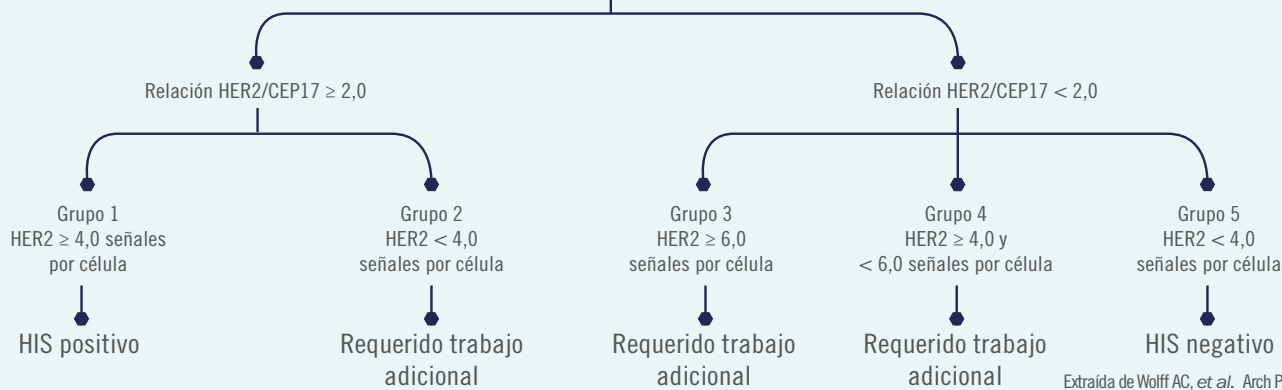 Relación HER2/CEP17 ≥ 2,0
Relación HER2/CEP17 < 2,0
Grupo 1
HER2 ≥ 4,0 señales
por célula
Grupo 2
HER2 < 4,0
señales por célula
Grupo 3
HER2 ≥ 6,0
señales por célula
Grupo 4
HER2 ≥ 4,0 y
< 6,0 señales por célula
Grupo 5
HER2 < 4,0
señales por célula
HIS positivo
Requerido trabajo
adicional
Requerido trabajo
adicional
Requerido trabajo
adicional
HIS negativo
Extraída de Wolff AC, et al. Arch